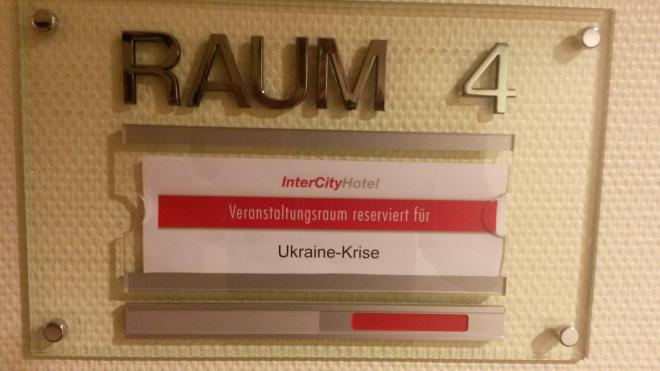 RAUM 4
InterCityHotel
Veranstaltungsraum reserviert für
Ukraine-Krise